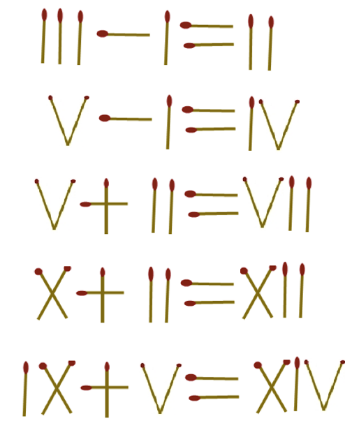 III - I = II
V - I = IV
V + II = VII
X + II = XII
IX + V = XIV